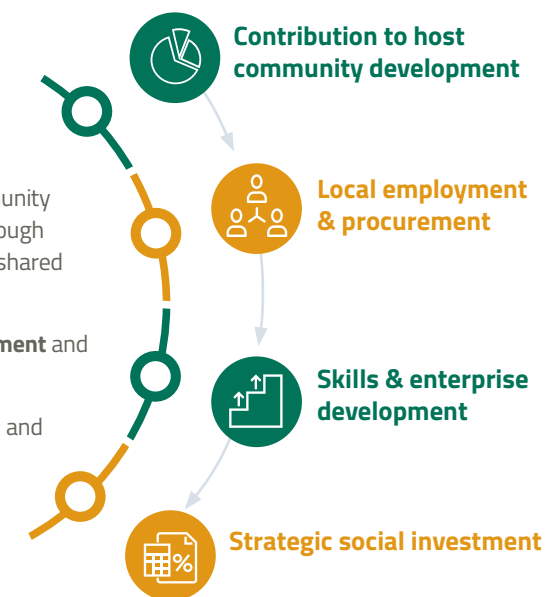 Contribution to host
community development
unity
Local employment
& procurement
ough
shared
ment and
Skills & enterprise
development
and
Strategic social investment
%